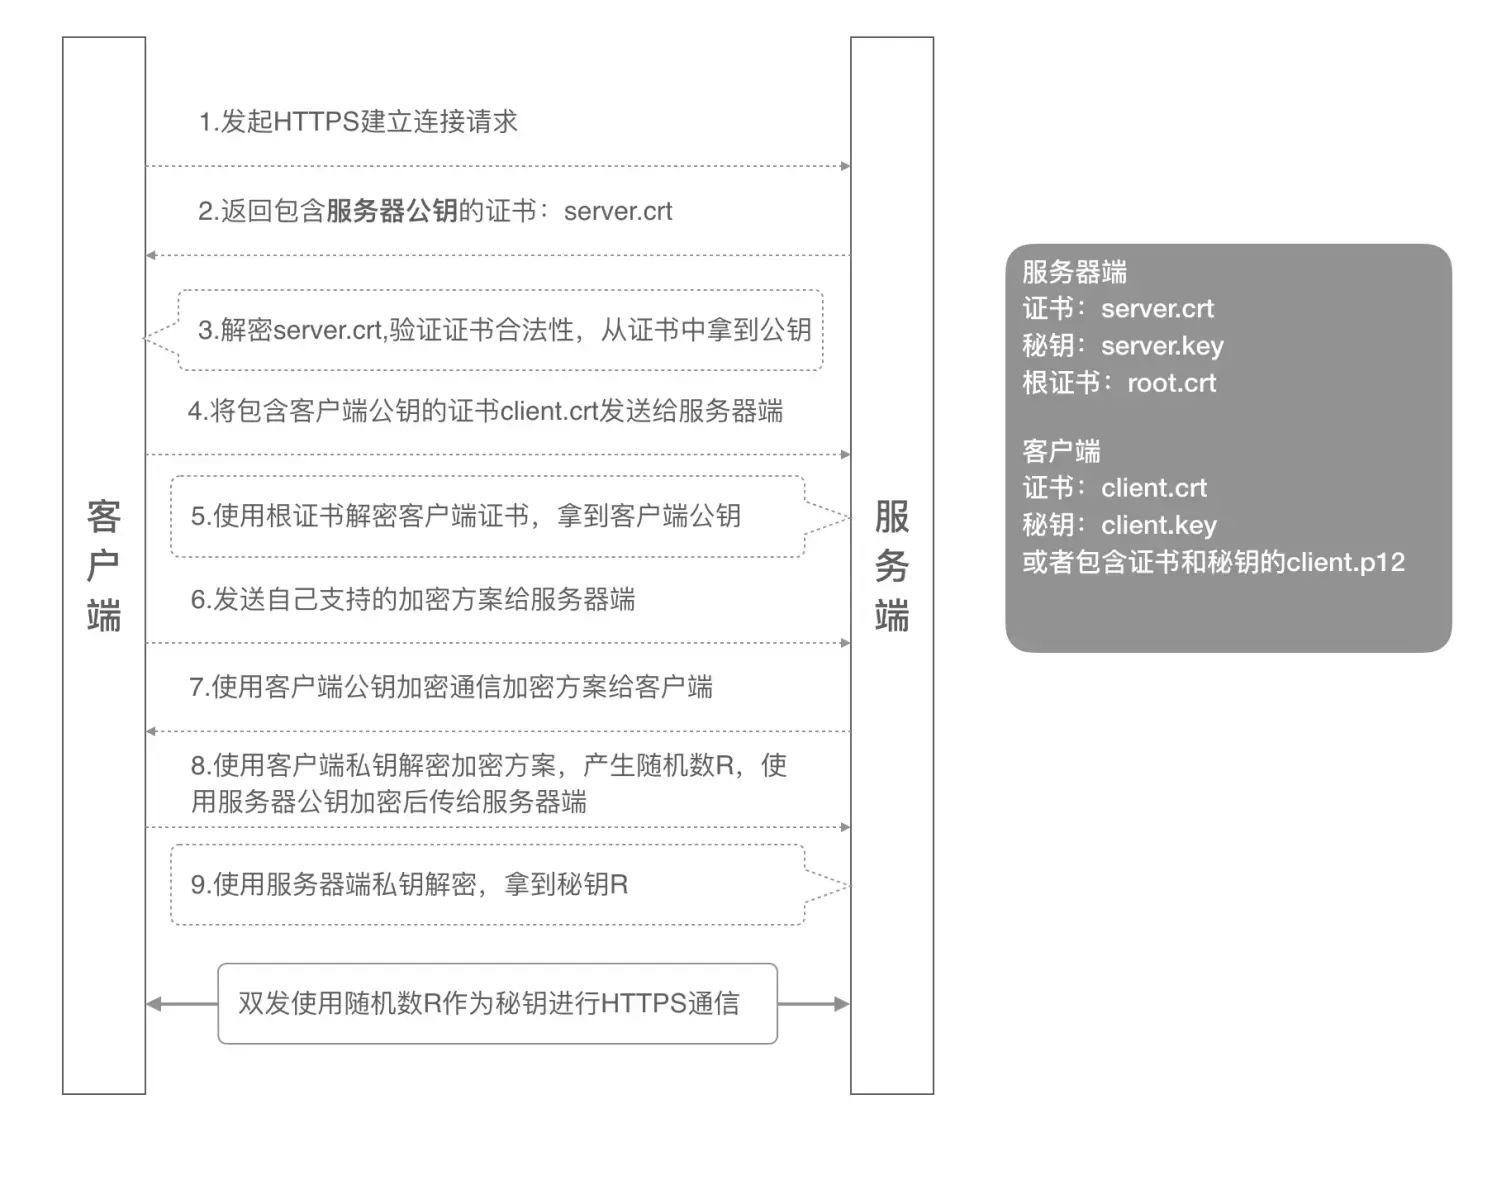 1.发起HTTPS建立连接请求
2.返回包含服务器公钥的证书：server.crt
3.解密server.crt,验证证书合法性，从证书中拿到公钥
4.将包含客户端公钥的证书client.crt发送给服务器端
5.使用根证书解密客户端证书，拿到客户端公钥
6.发送自己支持的加密方案给服务器端
7.使用客户端公钥加密通信加密方案给客户端
8.使用客户端私钥解密加密方案，产生随机数R，使
用服务器公钥加密后传给服务器端
9.使用服务器端私钥解密，拿到秘钥R
双发使用随机数R作为秘钥进行HTTPS通信
客户端
服务端
服务器端
证书：server.crt
秘钥：server.key
根证书：root.crt
客户端
证书：client.crt
秘钥：client.key
或者包含证书和秘钥的client.p12